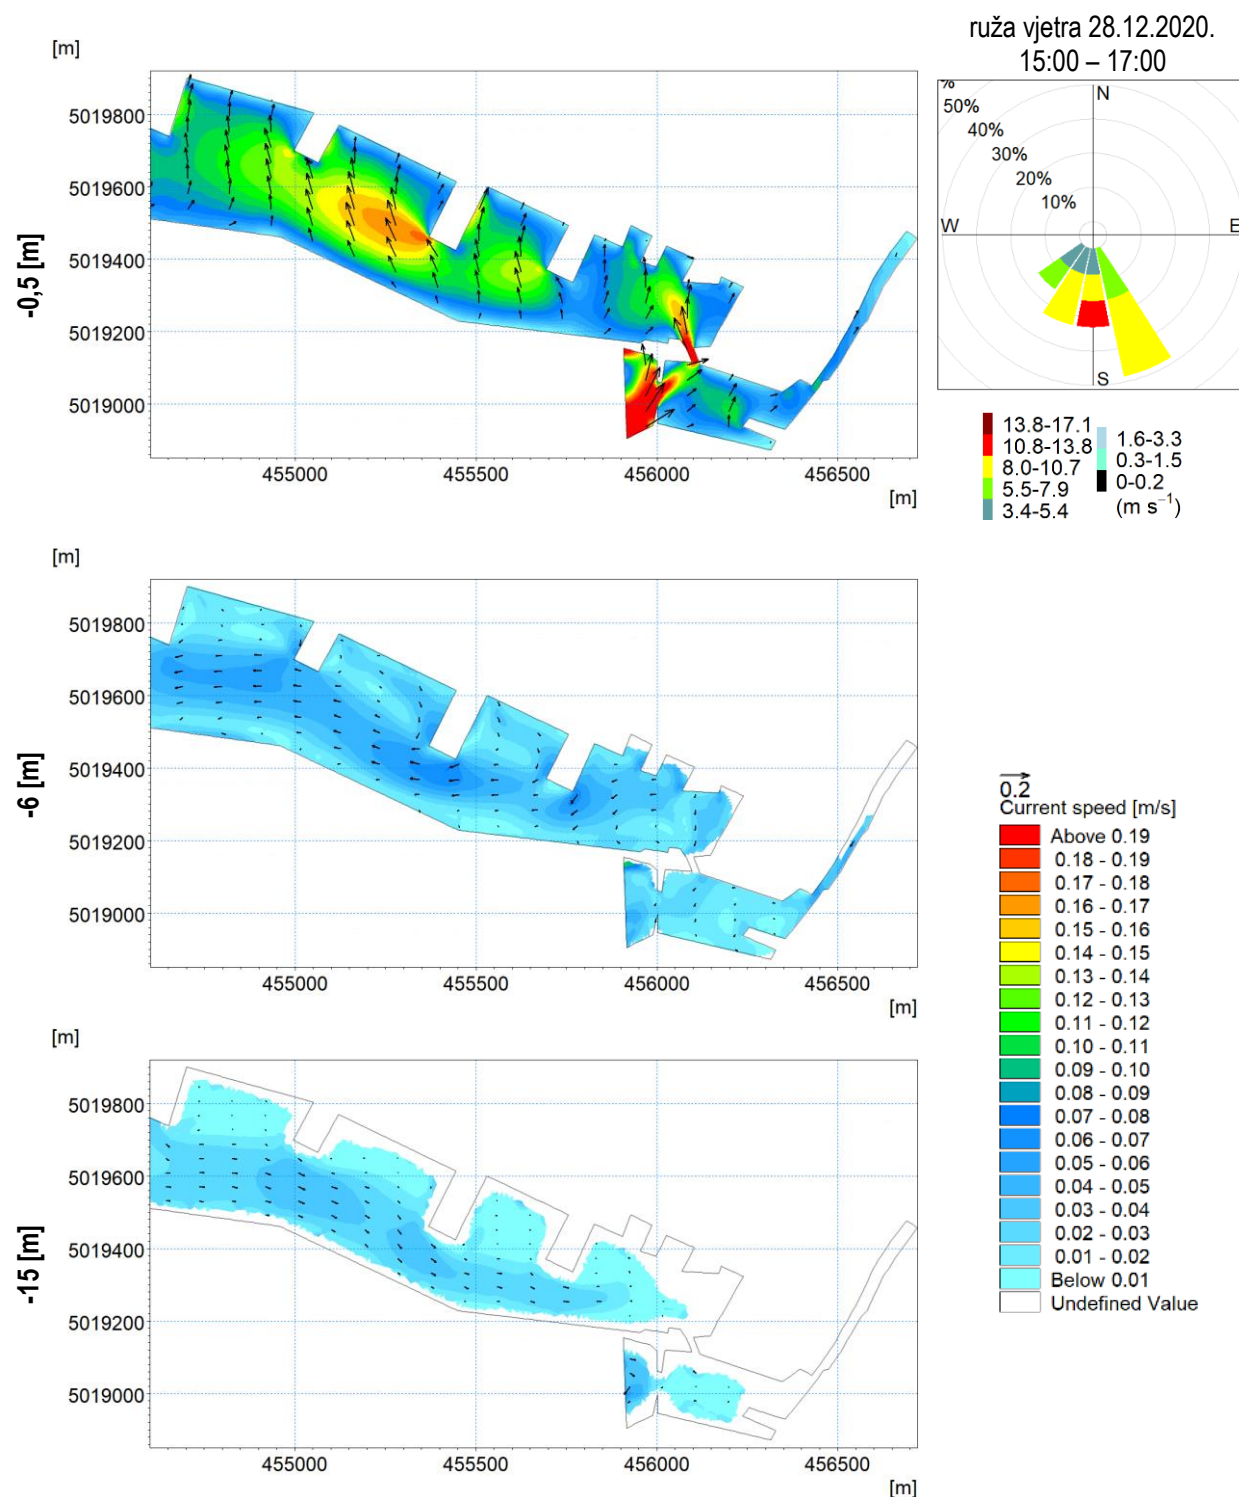 ruža vjetra 28.12.2020.
15:00 – 17:00
[m]
5019800
5019600
5019400
5019200
5019000
-0,5 [m]
455000
455500
456000
456500
[m]
%
50%
40%
30%
20%
10%
N
W
E
S
13.8-17.1
10.8-13.8
8.0-10.7
5.5-7.9
3.4-5.4
1.6-3.3
0.3-1.5
0-0.2
(m s⁻¹)
[m]
5019800
5019600
5019400
5019200
5019000
-6 [m]
455000
455500
456000
456500
[m]
[m]
5019800
5019600
5019400
5019200
5019000
-15 [m]
455000
455500
456000
456500
[m]
0.2
Current speed [m/s]
Above 0.19
0.18 - 0.19
0.17 - 0.18
0.16 - 0.17
0.15 - 0.16
0.14 - 0.15
0.13 - 0.14
0.12 - 0.13
0.11 - 0.12
0.10 - 0.11
0.09 - 0.10
0.08 - 0.09
0.07 - 0.08
0.06 - 0.07
0.05 - 0.06
0.04 - 0.05
0.03 - 0.04
0.02 - 0.03
0.01 - 0.02
Below 0.01
Undefined Value